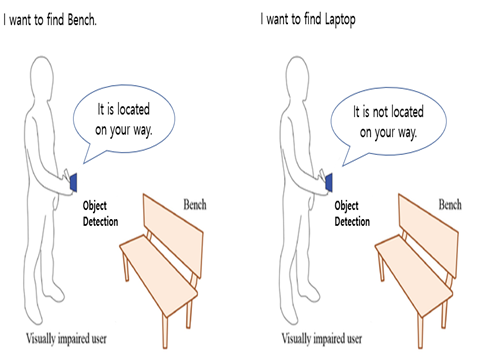 I want to find Bench.
It is located
on your way.
Object
Detection
Bench
Visually impaired user
I want to find Laptop
It is not located
on your way.
Object
Detection
Bench
Visually impaired user